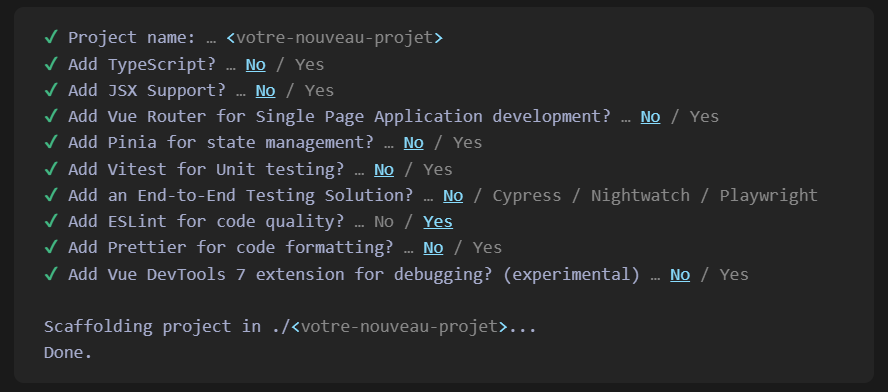 ✓ Project name: … <votre-nouveau-projet>
✓ Add TypeScript? … No / Yes
✓ Add JSX Support? … No / Yes
✓ Add Vue Router for Single Page Application development? … No / Yes
✓ Add Pinia for state management? … No / Yes
✓ Add Vitest for Unit testing? … No / Yes
✓ Add an End-to-End Testing Solution? … No / Cypress / Nightwatch / Playwright
✓ Add ESLint for code quality? … No / Yes
✓ Add Prettier for code formatting? … No / Yes
✓ Add Vue DevTools 7 extension for debugging? (experimental) … No / Yes
Scaffolding project in ./<votre-nouveau-projet>...
Done.